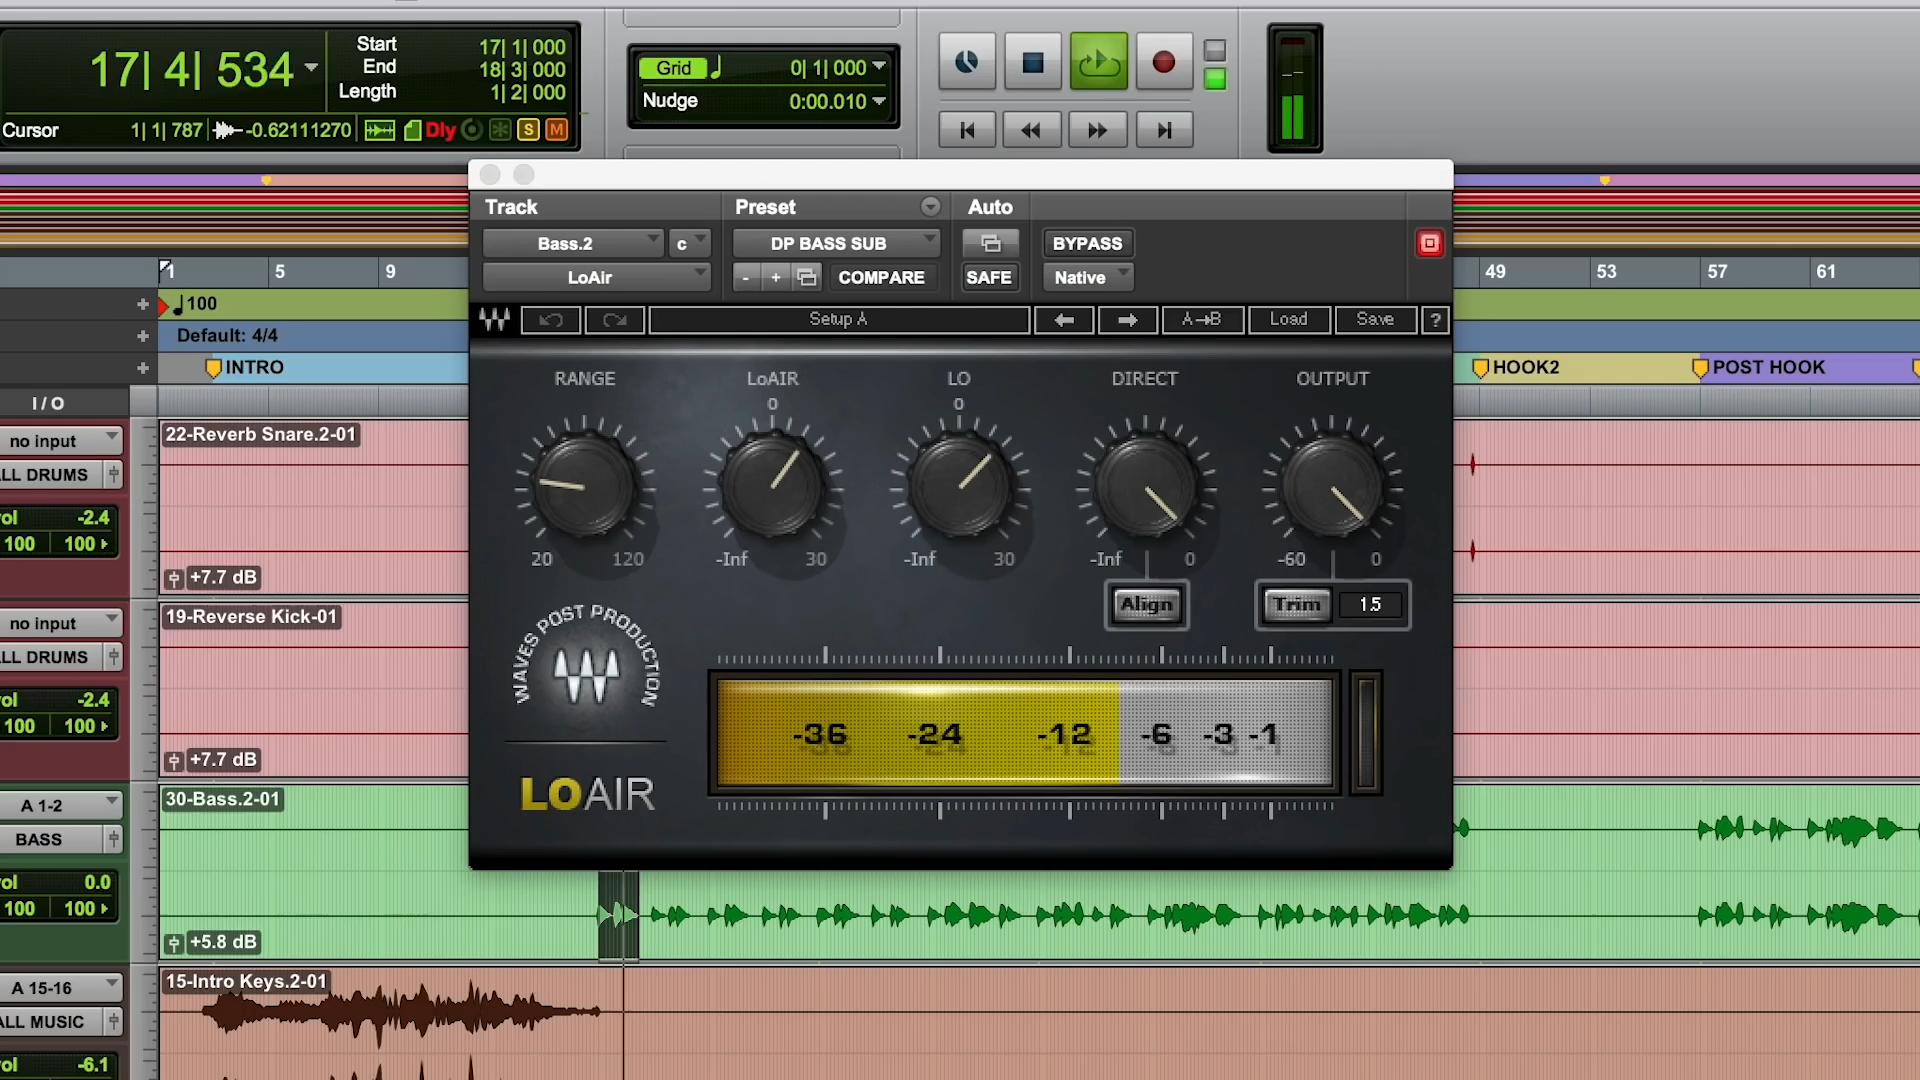 17| 4| 534
Start 17| 1| 000
End 18| 3| 000
Length 1| 2| 000
Cursor 1| 1| 787 -0.62111270 Dly S M
Grid 0| 1| 000
Nudge 0:00.010
Track Preset Auto
Bass.2 c DP BASS SUB BYPASS
LoAir - + COMPARE SAFE Native
1 5 9 49 53 57 61
100
Default: 4/4
INTRO HOOK2 POST HOOK
Setup A A→B Load Save ?
RANGE LoAIR LO DIRECT OUTPUT
0 0
20 120 -Inf 30 -Inf 30 -Inf 0 -60 0
Align Trim 1.5
WAVES POST PRODUCTION
-36 -24 -12 -6 -3 -1
LOAIR
I / O
no input
LL DRUMS
ol -2.4
100 100
22-Reverb Snare.2-01
+7.7 dB
no input
LL DRUMS
ol -2.4
100 100
19-Reverse Kick-01
+7.7 dB
A 1-2
BASS
ol 0.0
100 100
30-Bass.2-01
+5.8 dB
A 15-16
ALL MUSIC
ol -6.1
15-Intro Keys.2-01